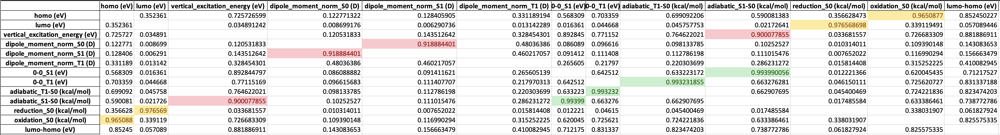 homo (eV) lumo (eV) vertical_excitation_energy (eV) dipole_moment_norm_S0 (D) dipole_moment_norm_S1 (D) dipole_moment_norm_T1 (D) 0-0_S1 (eV) 0-0_T1 (eV) adiabatic_T1-S0 (kcal/mol) adiabatic_S1-S0 (kcal/mol) reduction_S0 (kcal/mol) oxidation_S0 (kcal/mol) lumo-homo (eV)
homo (eV) 0.352361 0.725726599 0.122771322 0.128405905 0.331189194 0.568309 0.703359 0.699092206 0.590081383 0.356628473 0.9650877 0.852450227
lumo (eV) 0.352361 0.034891242 0.008699176 0.006290736 0.013142289 0.016361 0.044668 0.045757753 0.02172641 0.976568698 0.339119491 0.057089446
vertical_excitation_energy (eV) 0.725727 0.034891 0.120531833 0.143512642 0.328454301 0.892845 0.771152 0.764622021 0.900077855 0.033681557 0.726683309 0.881886911
dipole_moment_norm_S0 (D) 0.122771 0.008699 0.120531833 0.918884401 0.48036386 0.086089 0.096616 0.098133785 0.10252527 0.010314011 0.109390148 0.143083653
dipole_moment_norm_S1 (D) 0.128406 0.006291 0.143512642 0.918884401 0.460217057 0.091412 0.111408 0.112786198 0.111015476 0.007652022 0.116990294 0.156663479
dipole_moment_norm_T1 (D) 0.331189 0.013142 0.328454301 0.48036386 0.460217057 0.265605 0.21797 0.220303699 0.286231272 0.015814408 0.315252225 0.410082945
0-0_S1 (eV) 0.568309 0.016361 0.892844797 0.086088882 0.091411621 0.265605139 0.642512 0.633223172 0.993990056 0.012221366 0.620045435 0.71217527
0-0_T1 (eV) 0.703359 0.044668 0.77115169 0.096615683 0.111407707 0.217970313 0.642512 0.993231855 0.663276281 0.046150111 0.725620727 0.831337188
adiabatic_T1-S0 (kcal/mol) 0.699092 0.045758 0.764622021 0.098133785 0.112786198 0.220303699 0.633223 0.993232 0.662907695 0.045400469 0.724221836 0.823474203
adiabatic_S1-S0 (kcal/mol) 0.590081 0.021726 0.900077855 0.10252527 0.111015476 0.286231272 0.99399 0.663276 0.662907695 0.017485584 0.633386461 0.738772786
reduction_S0 (kcal/mol) 0.356628 0.976569 0.033681557 0.010314011 0.007652022 0.015814408 0.012221 0.04615 0.045400469 0.017485584 0.338031907 0.061827924
oxidation_S0 (kcal/mol) 0.965088 0.339119 0.726683309 0.109390148 0.116990294 0.315252225 0.620045 0.725621 0.724221836 0.633386461 0.338031907 0.825575335
lumo-homo (eV) 0.85245 0.057089 0.881886911 0.143083653 0.156663479 0.410082945 0.712175 0.831337 0.823474203 0.738772786 0.061827924 0.825575335